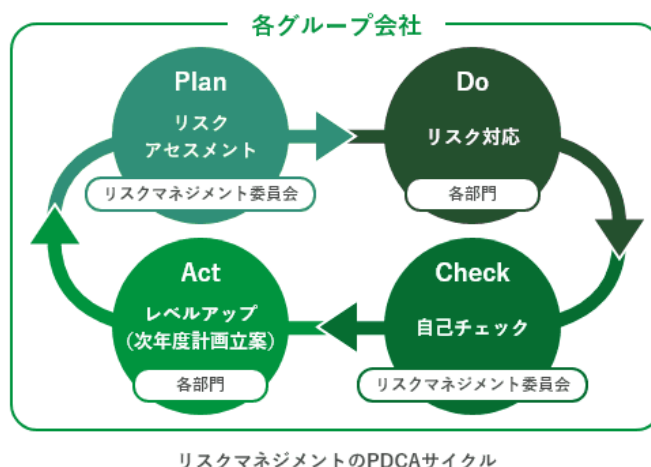 各グループ会社
Plan
リスク
アセスメント
リスクマネジメント委員会
Do
リスク対応
各部門
Act
レベルアップ
(次年度計画立案)
各部門
Check
自己チェック
リスクマネジメント委員会
リスクマネジメントのPDCAサイクル